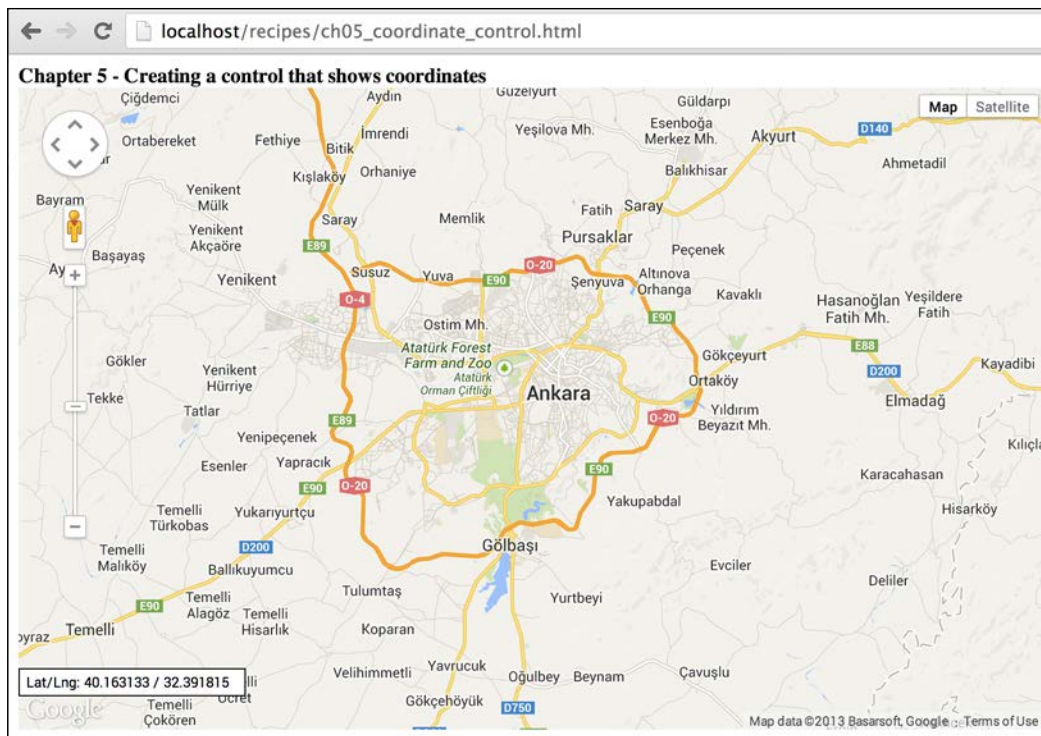 localhost/recipes/ch05_coordinate_control.html
Chapter 5 - Creating a control that shows coordinates
Çiğdemci
Aydın
Güzelyurt
Güldarpı
Map
Satellite
Ortabereket
Fethiye
İmrendi
Bitik
Yeşilova Mh.
Esenboğa
Merkez Mh.
Akyurt
D140
Kışlaköy
Orhaniye
Balıkhisar
Ahmetadil
Bayram
Yenikent
Mülk
Saray
Memlik
Fatih
Saray
Yenikent
Akçaöre
E89
Pursaklar
Peçenek
Başayaş
Yenikent
Susuz
Yuva
E90
O-20
Şenyuva
Altınova
Orhanga
Kavaklı
O-4
Ostim Mh.
E90
Hasanoğlan
Fatih Mh.
Yeşildere
Fatih
Gökler
Yenikent
Hürriye
Atatürk Forest
Farm and Zoo
Atatürk
Orman Çiftliği
Gökçeyurt
E88
D200
Kayadibi
Tekke
Tatlar
Ankara
Ortaköy
Elmadağ
E89
O-20
Yıldırım
Beyazıt Mh.
Yenipeçenek
Esenler
Yapracık
E90
O-20
E90
Karacahasan
Temelli
Türkobas
Yukarıyurtçu
Yakupabdal
Hisarköy
Temelli
Malıköy
D200
Gölbaşı
Ballıkuyumcu
Evciler
Deliler
E90
Temelli
Alagöz
Temelli
Hisarlık
Tulumtaş
Yurtbeyi
Temelli
Koparan
Velihimmetli
Yavrucuk
Oğulbey
Beynam
Çavuşlu
Lat/Lng: 40.163133 / 32.391815
Google
Temelli
Çokören
Gökçehöyük
D750
Map data ©2013 Basarsoft, Google - Terms of Use